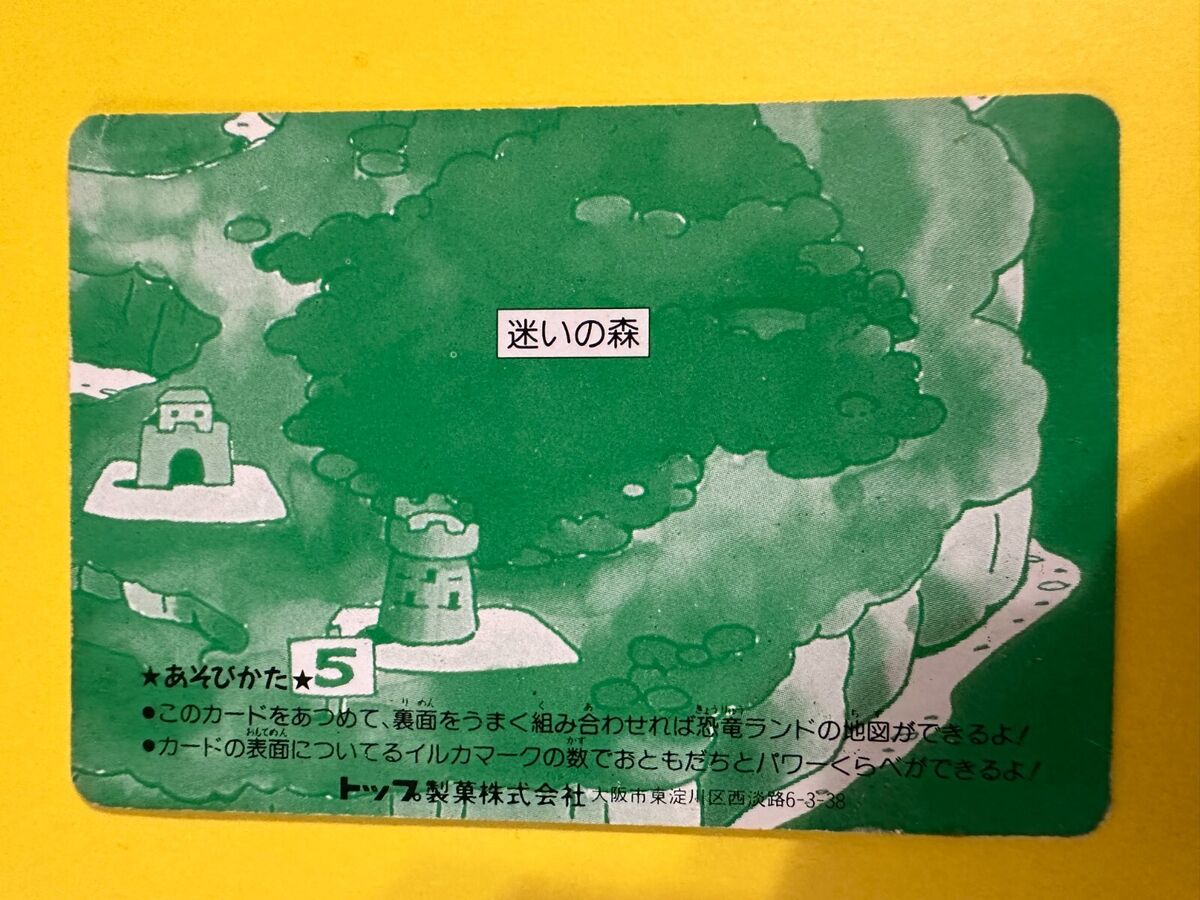 迷いの森
5
★あそびかた★
●このカードをあつめて、裏面をうまく組み合わせれば恐竜ランドの地図ができるよ！
●カードの表面についてるイルカマークの数でおともだちとパワーくらべができるよ！
トップ製菓株式会社 大阪市東淀川区西淡路6-3-38